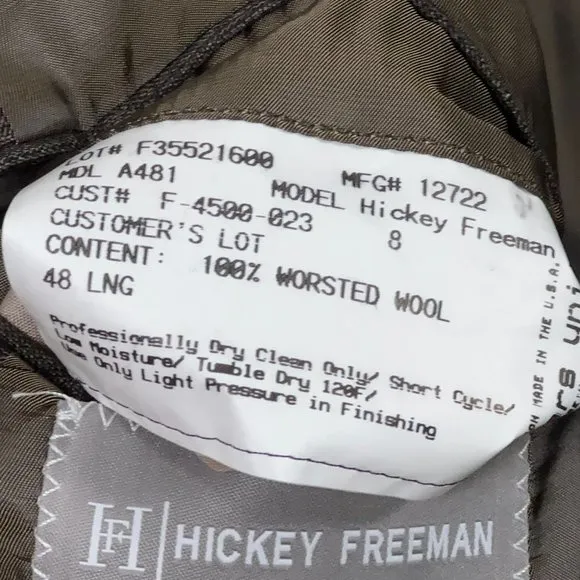 LOT# F35521600 MFG# 12722
MDL A481 MODEL Hickey Freeman
CUST# F-4500-023 8
CUSTOMER'S LOT
CONTENT: 100% WORSTED WOOL
48 LNG
Professionally Dry Clean Only/ Short Cycle/
Low Moisture/ Tumble Dry 120F/
Use Only Light Pressure in Finishing
MADE IN THE U.S.A.
HF HICKEY FREEMAN